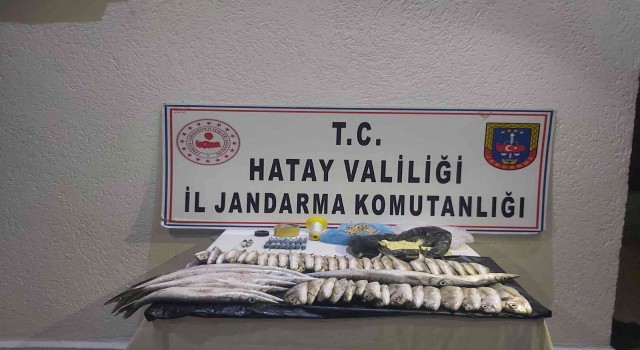 T.C.
HATAY VALİLİĞİ
İL JANDARMA KOMUTANLIĞI